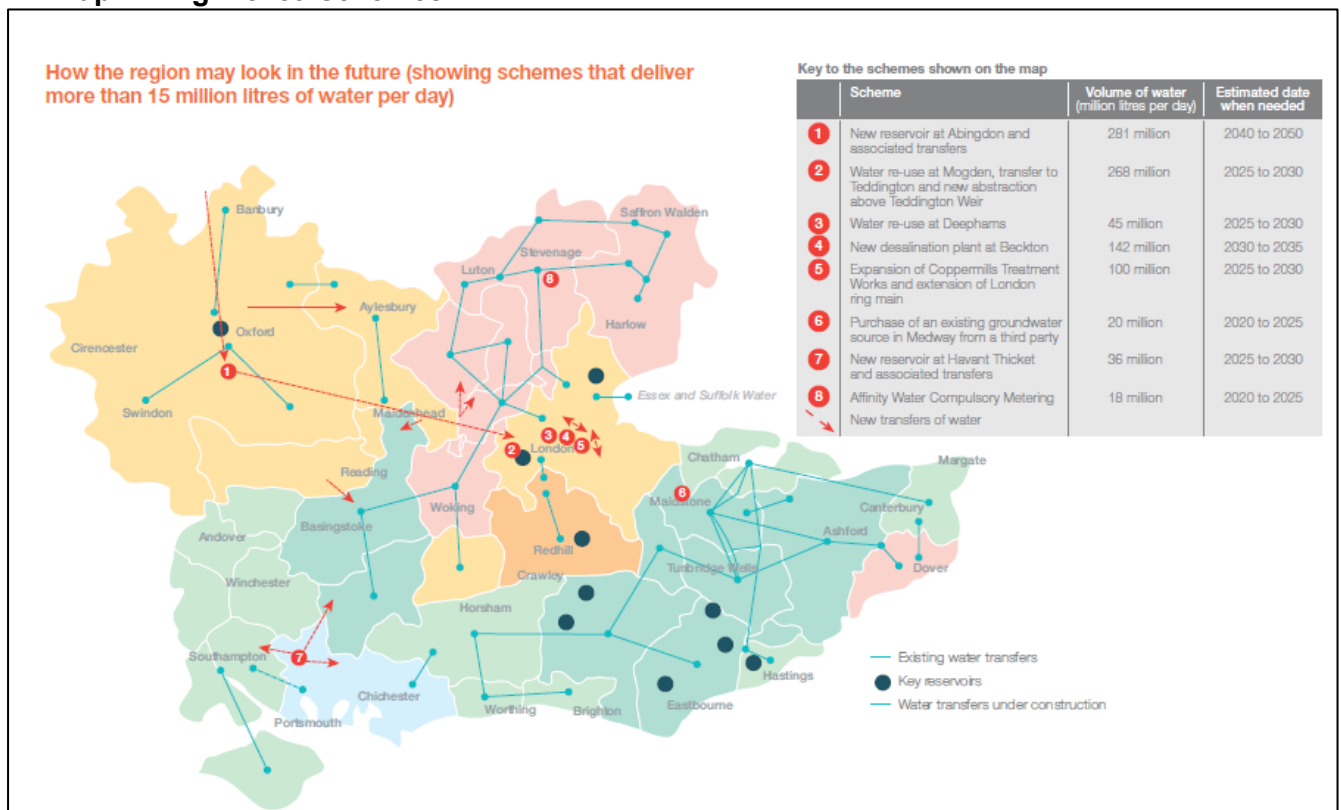 How the region may look in the future (showing schemes that deliver
more than 15 million litres of water per day)
Key to the schemes shown on the map
Scheme Volume of water Estimated date
(million litres per day) when needed
1 New reservoir at Abingdon and 281 million 2040 to 2050
associated transfers
2 Water re-use at Mogden, transfer to 268 million 2025 to 2030
Teddington and new abstraction
above Teddington Weir
3 Water re-use at Deephams 45 million 2025 to 2030
4 New desalination plant at Beckton 142 million 2030 to 2035
5 Expansion of Coppermills Treatment 100 million 2025 to 2030
Works and extension of London
ring main
6 Purchase of an existing groundwater 20 million 2020 to 2025
source in Medway from a third party
7 New reservoir at Havant Thicket 36 million 2025 to 2030
and associated transfers
8 Affinity Water Compulsory Metering 18 million 2020 to 2025
New transfers of water
Banbury
Saffron Walden
Stevenage
Luton
8
Aylesbury
Harlow
Oxford
Cirencester
1
Essex and Suffolk Water
Swindon
Maidenhead
3 4 5
2 London
Chatham
Margate
Reading
6
Maidstone
Woking
Canterbury
Basingstoke
Ashford
Andover
Redhill
Tunbridge Wells
Dover
Crawley
Winchester
Horsham
7
Southampton
Existing water transfers
Hastings
Key reservoirs
Chichester
Eastbourne
Worthing
Brighton
Water transfers under construction
Portsmouth